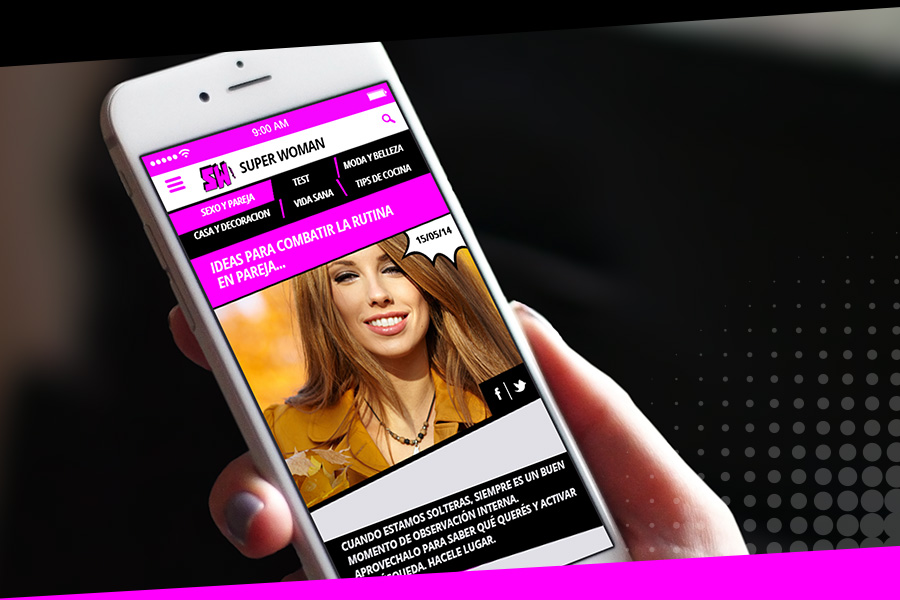 9:00 AM
SW SUPER WOMAN
SEXO Y PAREJA TEST MODA Y BELLEZA
CASA Y DECORACION VIDA SANA TIPS DE COCINA
IDEAS PARA COMBATIR LA RUTINA
EN PAREJA...
15/05/14
CUANDO ESTAMOS SOLTERAS, SIEMPRE ES UN BUEN
MOMENTO DE OBSERVACIÓN INTERNA.
APROVECHALO PARA SABER QUÉ QUERÉS Y ACTIVAR
HACELE LUGAR.